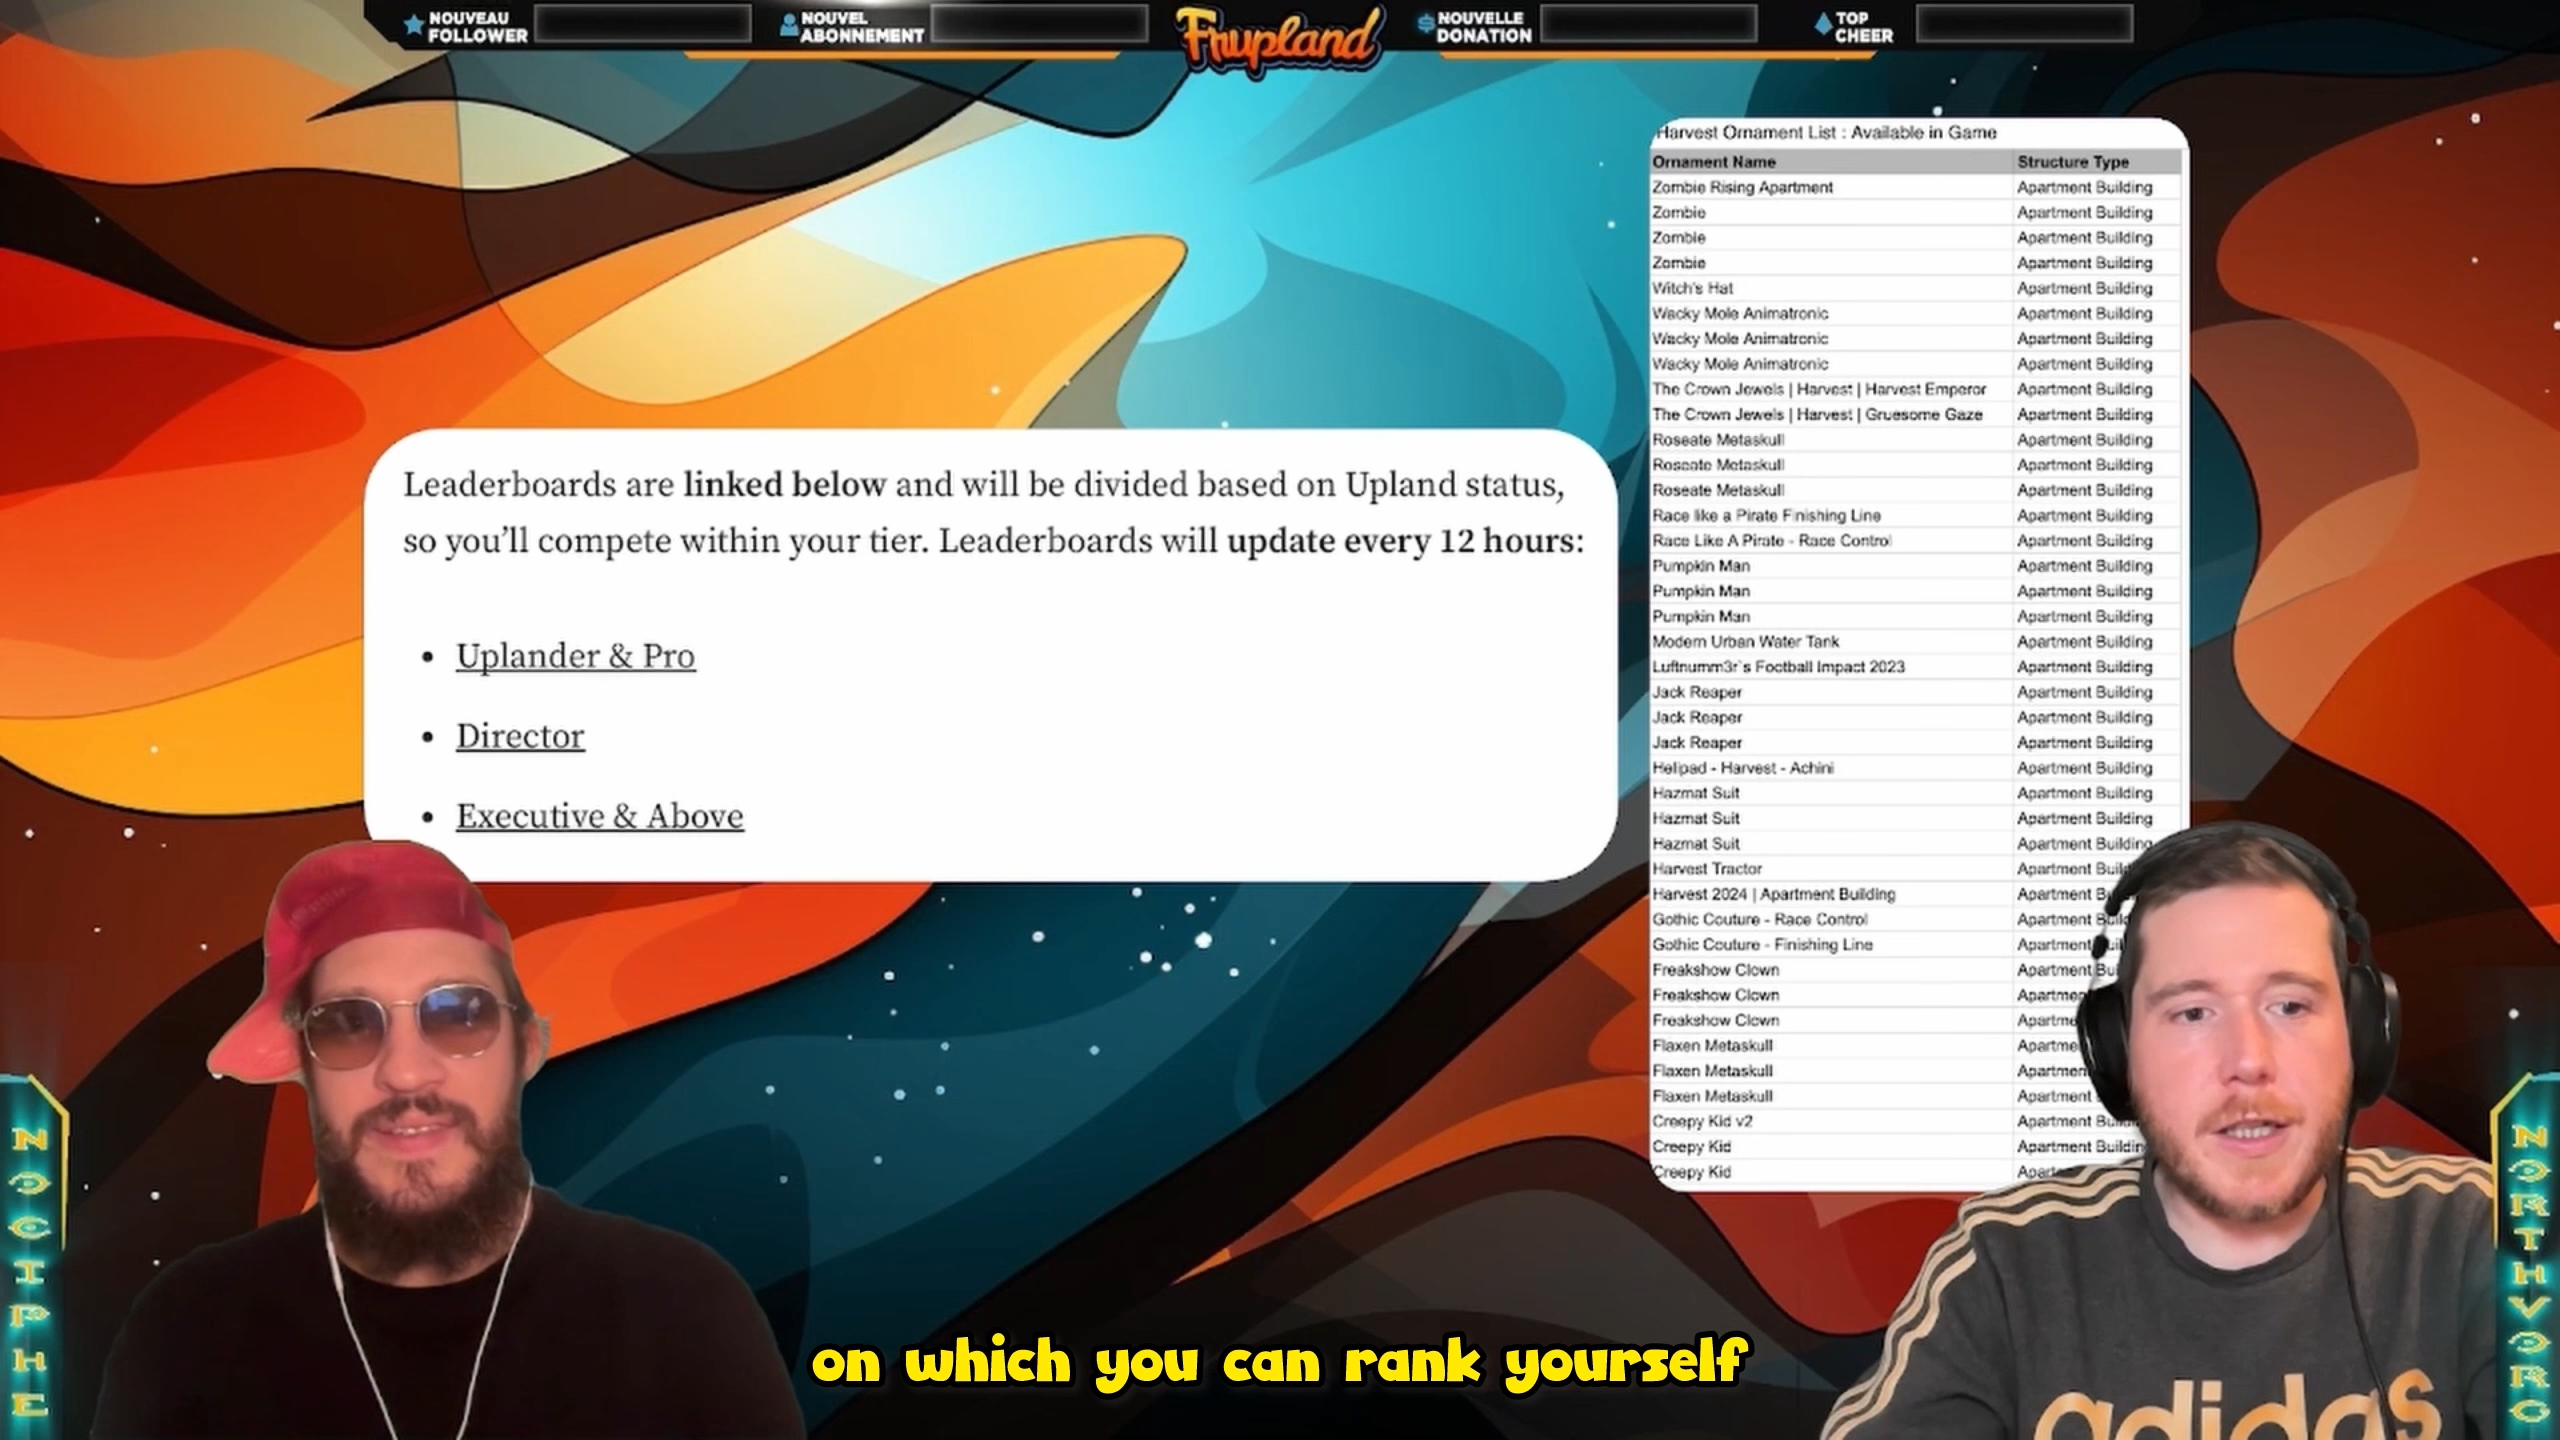 NOUVEAU
FOLLOWER
NOUVEL
ABONNEMENT
Frupland
NOUVELLE
DONATION
TOP
CHEER
Leaderboards are linked below and will be divided based on Upland status,
so you'll compete within your tier. Leaderboards will update every 12 hours:
• Uplander & Pro
• Director
• Executive & Above
Harvest Ornament List : Available in Game
Ornament Name Structure Type
Zombie Rising Apartment Apartment Building
Zombie Apartment Building
Zombie Apartment Building
Zombie Apartment Building
Witch's Hat Apartment Building
Wacky Mole Animatronic Apartment Building
Wacky Mole Animatronic Apartment Building
Wacky Mole Animatronic Apartment Building
The Crown Jewels | Harvest | Harvest Emperor Apartment Building
The Crown Jewels | Harvest | Gruesome Gaze Apartment Building
Roseate Metaskull Apartment Building
Roseate Metaskull Apartment Building
Roseate Metaskull Apartment Building
Race like a Pirate Finishing Line Apartment Building
Race Like A Pirate - Race Control Apartment Building
Pumpkin Man Apartment Building
Pumpkin Man Apartment Building
Pumpkin Man Apartment Building
Modern Urban Water Tank Apartment Building
Luftnumm3r`s Football Impact 2023 Apartment Building
Jack Reaper Apartment Building
Jack Reaper Apartment Building
Jack Reaper Apartment Building
Helipad - Harvest - Achini Apartment Building
Hazmat Suit Apartment Building
Hazmat Suit Apartment Building
Hazmat Suit Apartment Building
Harvest Tractor Apartment
Harvest 2024 | Apartment Building Apartment
Gothic Couture - Race Control Apartment
Gothic Couture - Finishing Line Apartment
Freakshow Clown Apartment
Freakshow Clown
Freakshow Clown
Flaxen Metaskull
Flaxen Metaskull
Flaxen Metaskull Apartment
Creepy Kid v2 Apartment
Creepy Kid Apartment
Creepy Kid
NOCIPHE
NORTHVORC
adidas
on which you can rank yourself